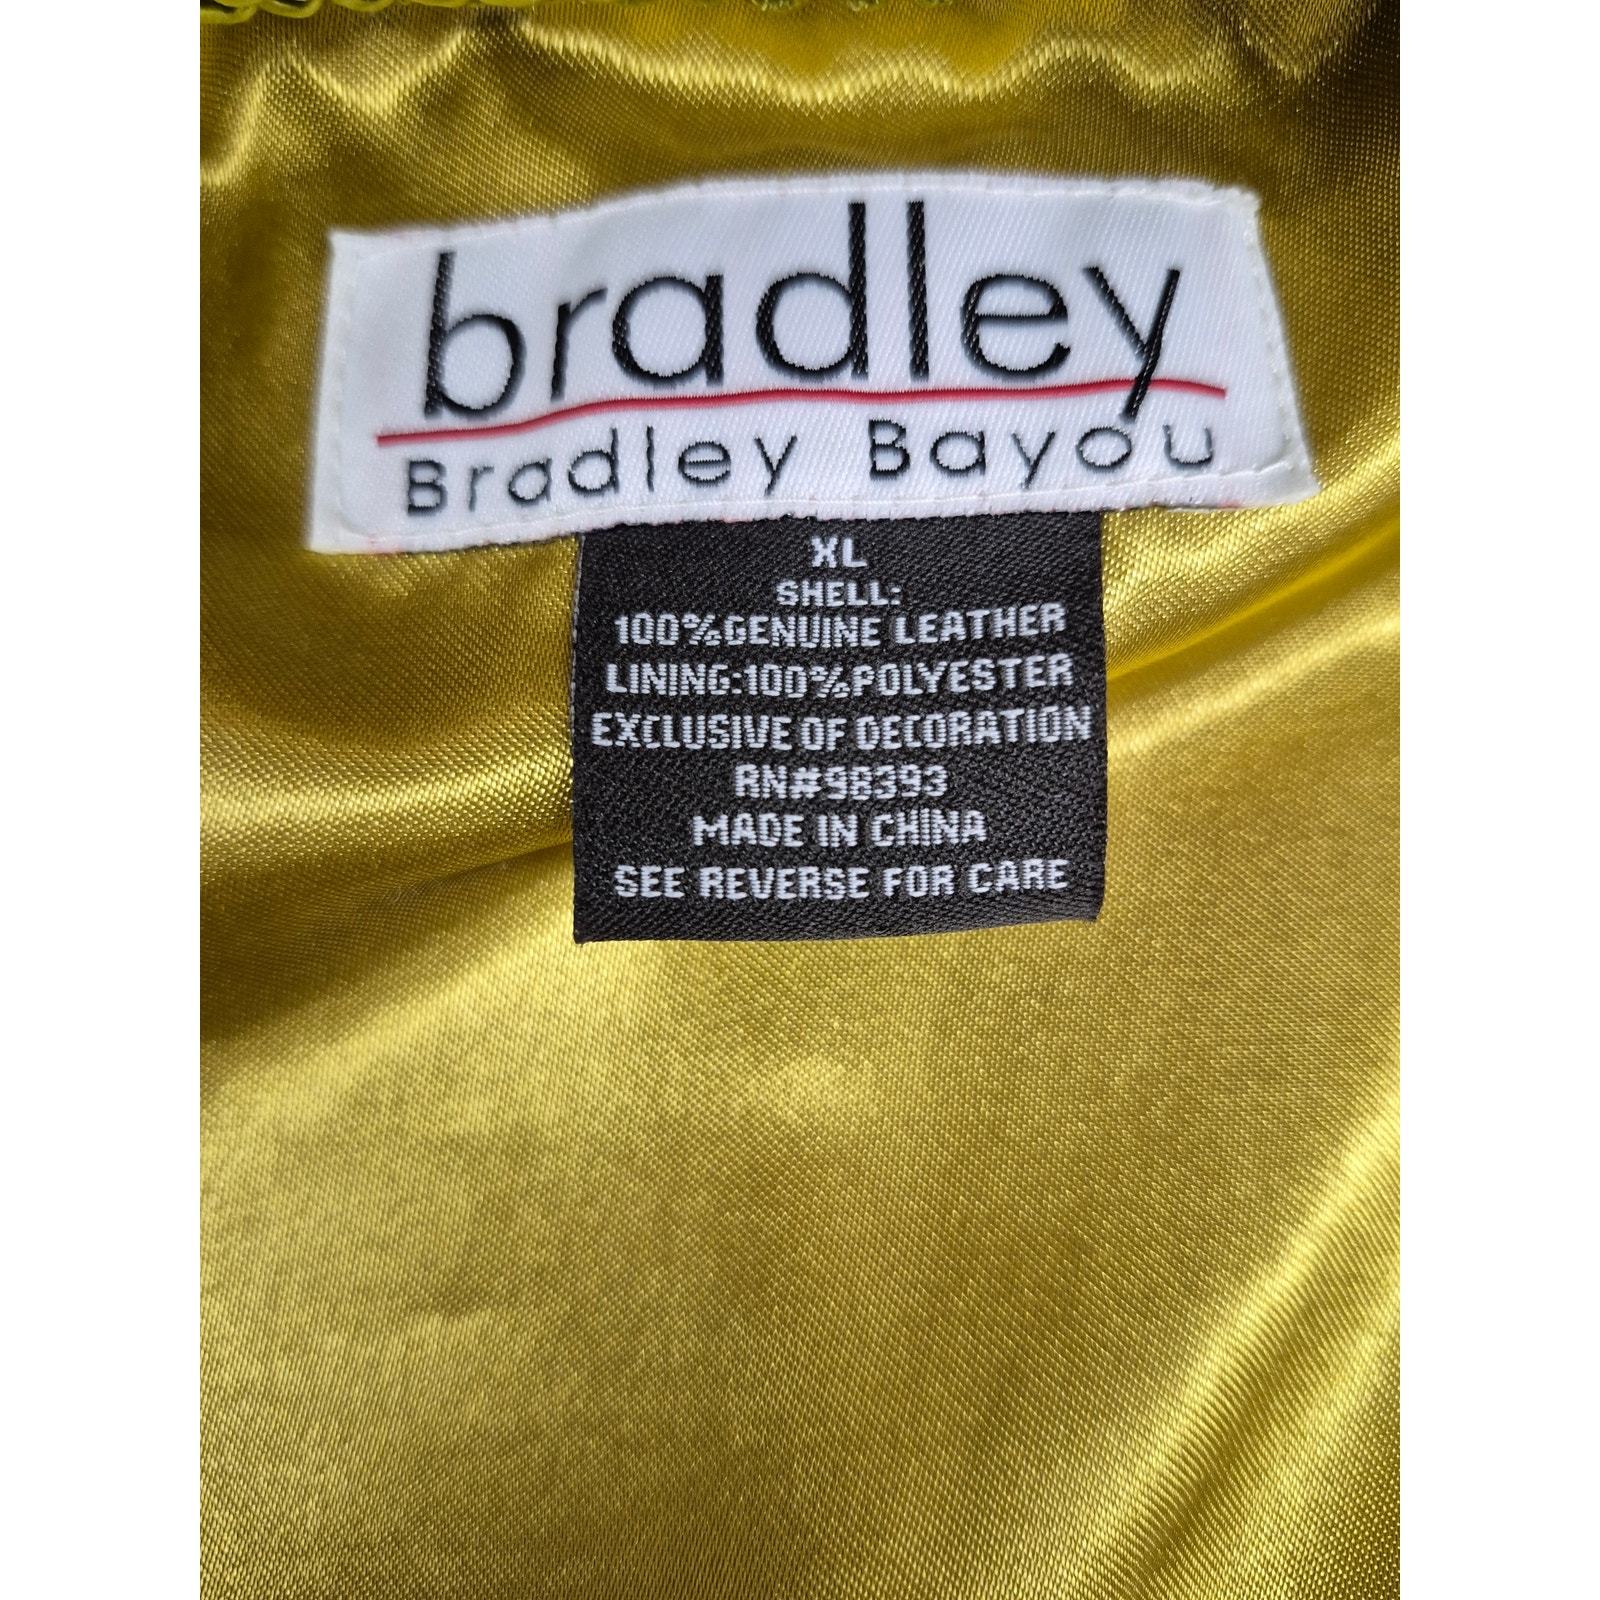 bradley
Bradley Bayou
XL
SHELL:
100%GENUINE LEATHER
LINING:100%POLYESTER
EXCLUSIVE OF DECORATION
RN#98393
MADE IN CHINA
SEE REVERSE FOR CARE